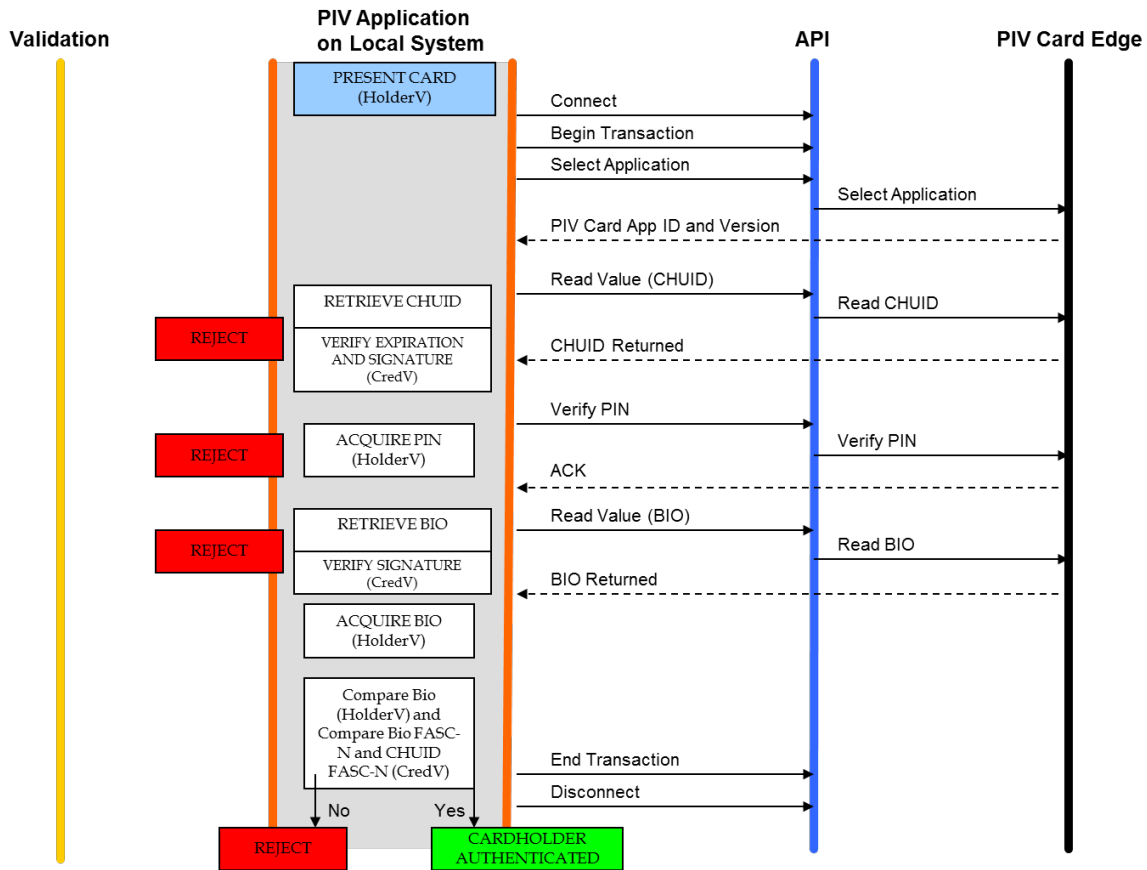 Validation
PIV Application
on Local System
API
PIV Card Edge
PRESENT CARD
(HolderV)
Connect
Begin Transaction
Select Application
Select Application
PIV Card App ID and Version
Read Value (CHUID)
RETRIEVE CHUID
Read CHUID
REJECT
VERIFY EXPIRATION
AND SIGNATURE
(CredV)
CHUID Returned
Verify PIN
ACQUIRE PIN
(HolderV)
REJECT
Verify PIN
ACK
Read Value (BIO)
RETRIEVE BIO
REJECT
Read BIO
VERIFY SIGNATURE
(CredV)
BIO Returned
ACQUIRE BIO
(HolderV)
Compare Bio
(HolderV) and
Compare Bio FASC-
N and CHUID
FASC-N (CredV)
End Transaction
Disconnect
No
Yes
REJECT
CARDHOLDER
AUTHENTICATED